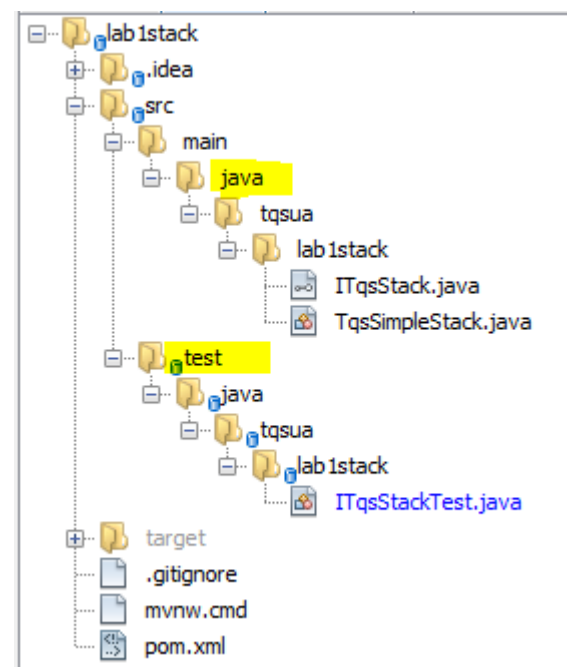 lab1stack
.idea
src
main
java
tqsua
lab1stack
ITqsStack.java
TqsSimpleStack.java
test
java
tqsua
lab1stack
ITqsStackTest.java
target
.gitignore
mvnw.cmd
pom.xml